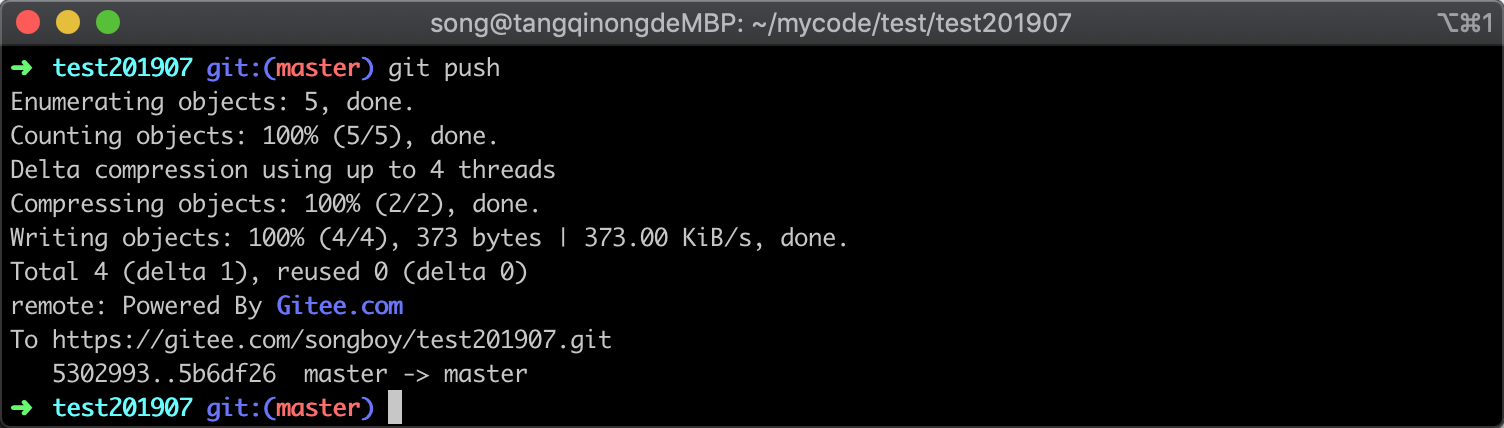 song@tangqinongdeMBP: ~/mycode/test/test201907 ⌥⌘1
➜ test201907 git:(master) git push
Enumerating objects: 5, done.
Counting objects: 100% (5/5), done.
Delta compression using up to 4 threads
Compressing objects: 100% (2/2), done.
Writing objects: 100% (4/4), 373 bytes | 373.00 KiB/s, done.
Total 4 (delta 1), reused 0 (delta 0)
remote: Powered By Gitee.com
To https://gitee.com/songboy/test201907.git
   5302993..5b6df26  master -> master
➜ test201907 git:(master)